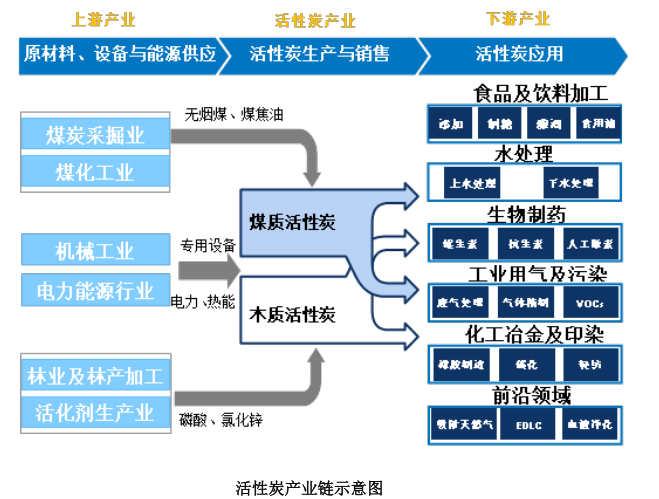 上游产业
活性炭产业
下游产业
原材料、设备与能源供应
活性炭生产与销售
活性炭应用
食品及饮料加工
添加
制糖
食用油
无烟煤、煤焦油
煤炭采掘业
煤化工业
水处理
上水处理
下水处理
煤质活性炭
生物制药
维生素
抗生素
人工酸素
专用设备
机械工业
电力能源行业
电力、热能
工业用气及污染
废气处理
气体精制
VOCs
木质活性炭
化工冶金及印染
橡胶制造
轻纺
林业及林产加工
活化剂生产业
磷酸、氯化锌
前沿领域
吸附天然气
EDLC
血液净化
活性炭产业链示意图